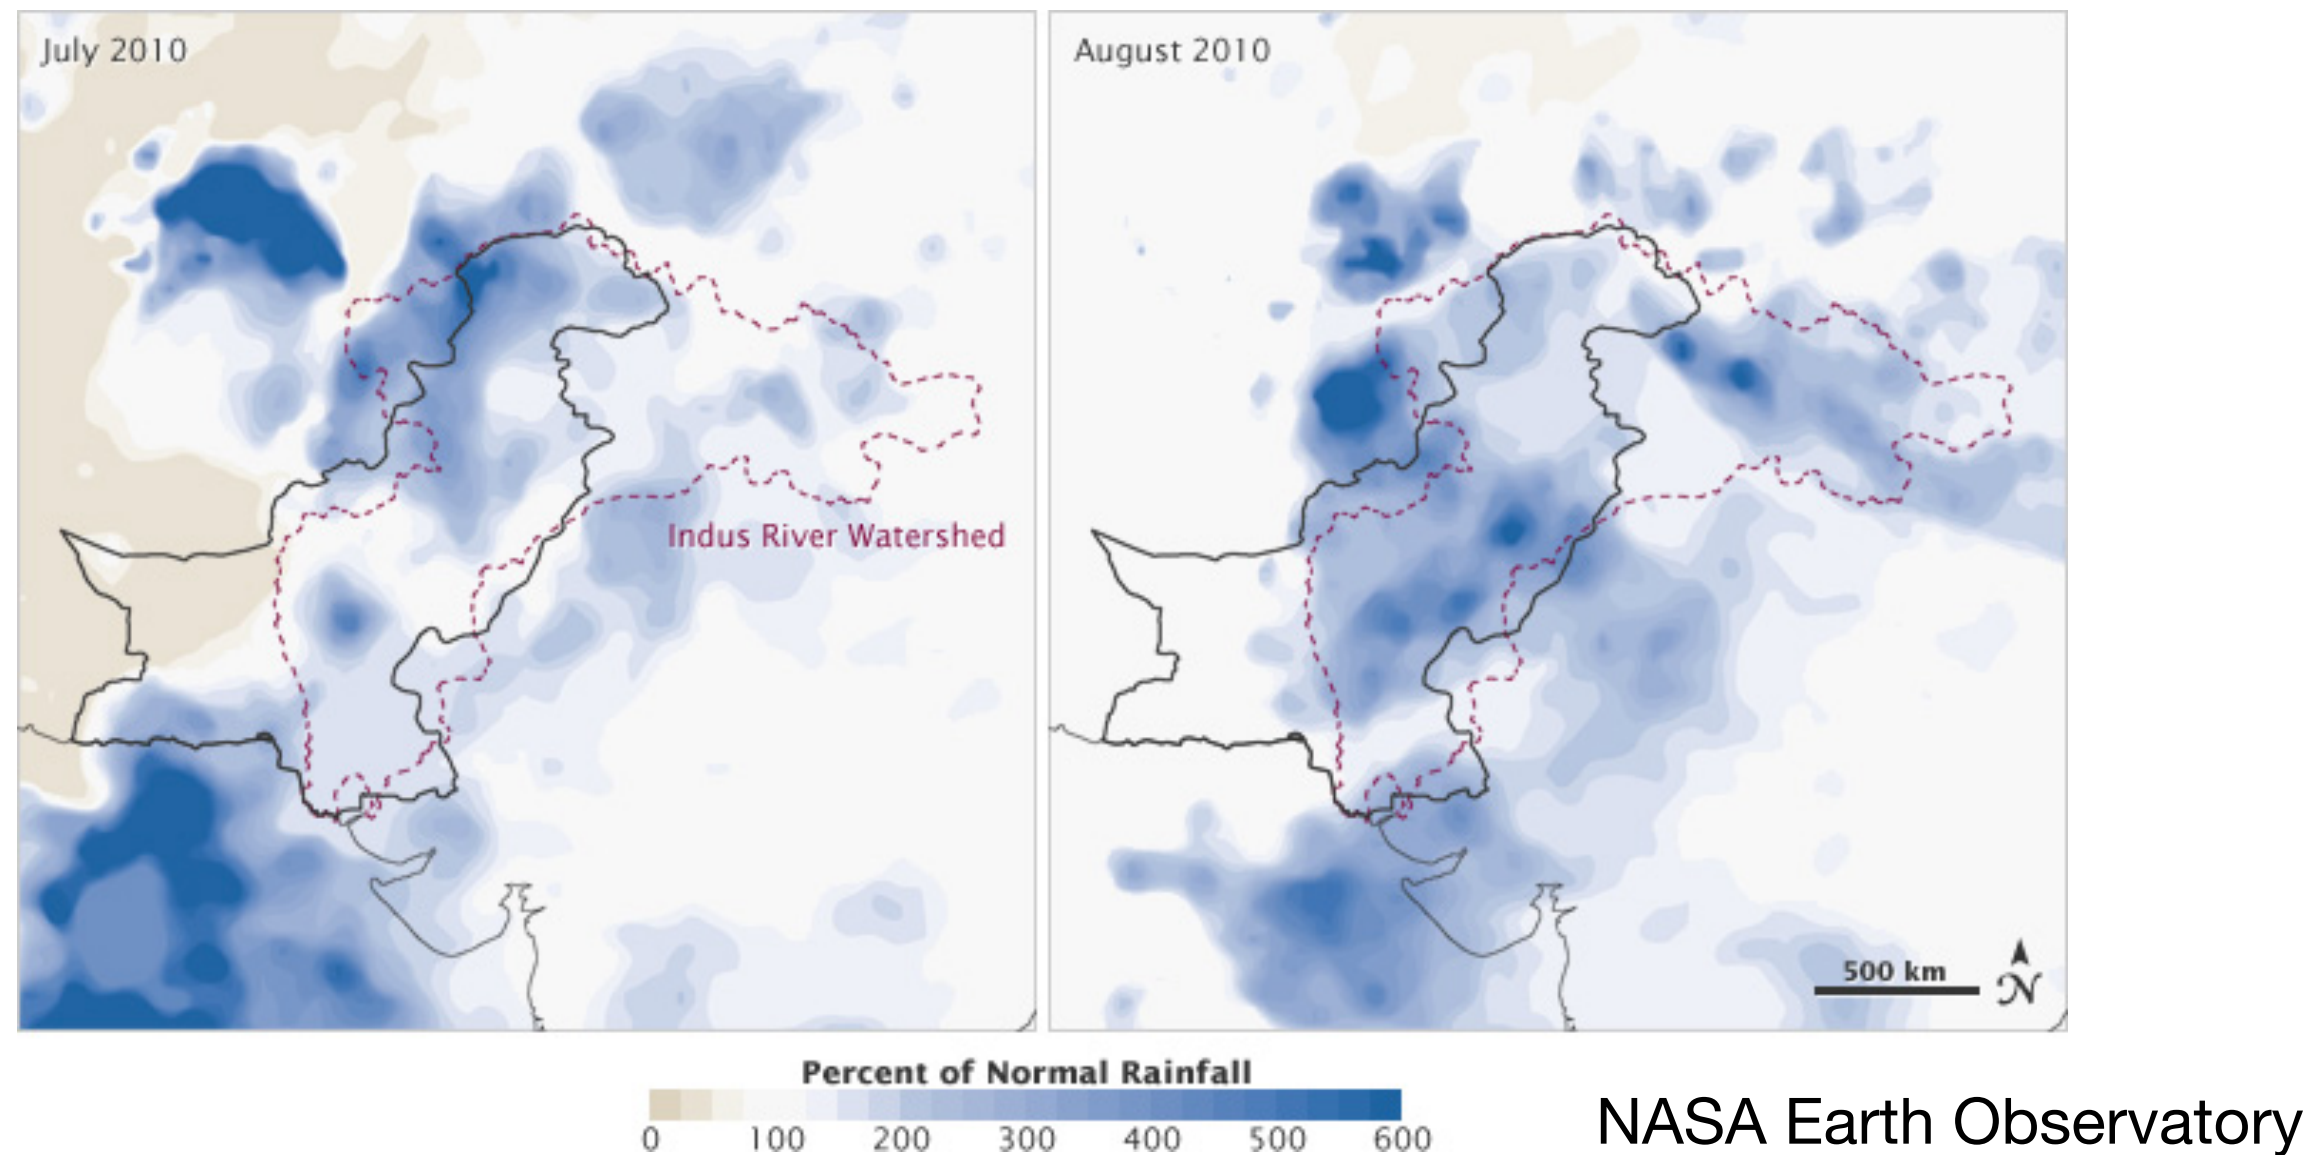 July 2010
August 2010
Indus River Watershed
500 km
N
Percent of Normal Rainfall
0 100 200 300 400 500 600
NASA Earth Observatory